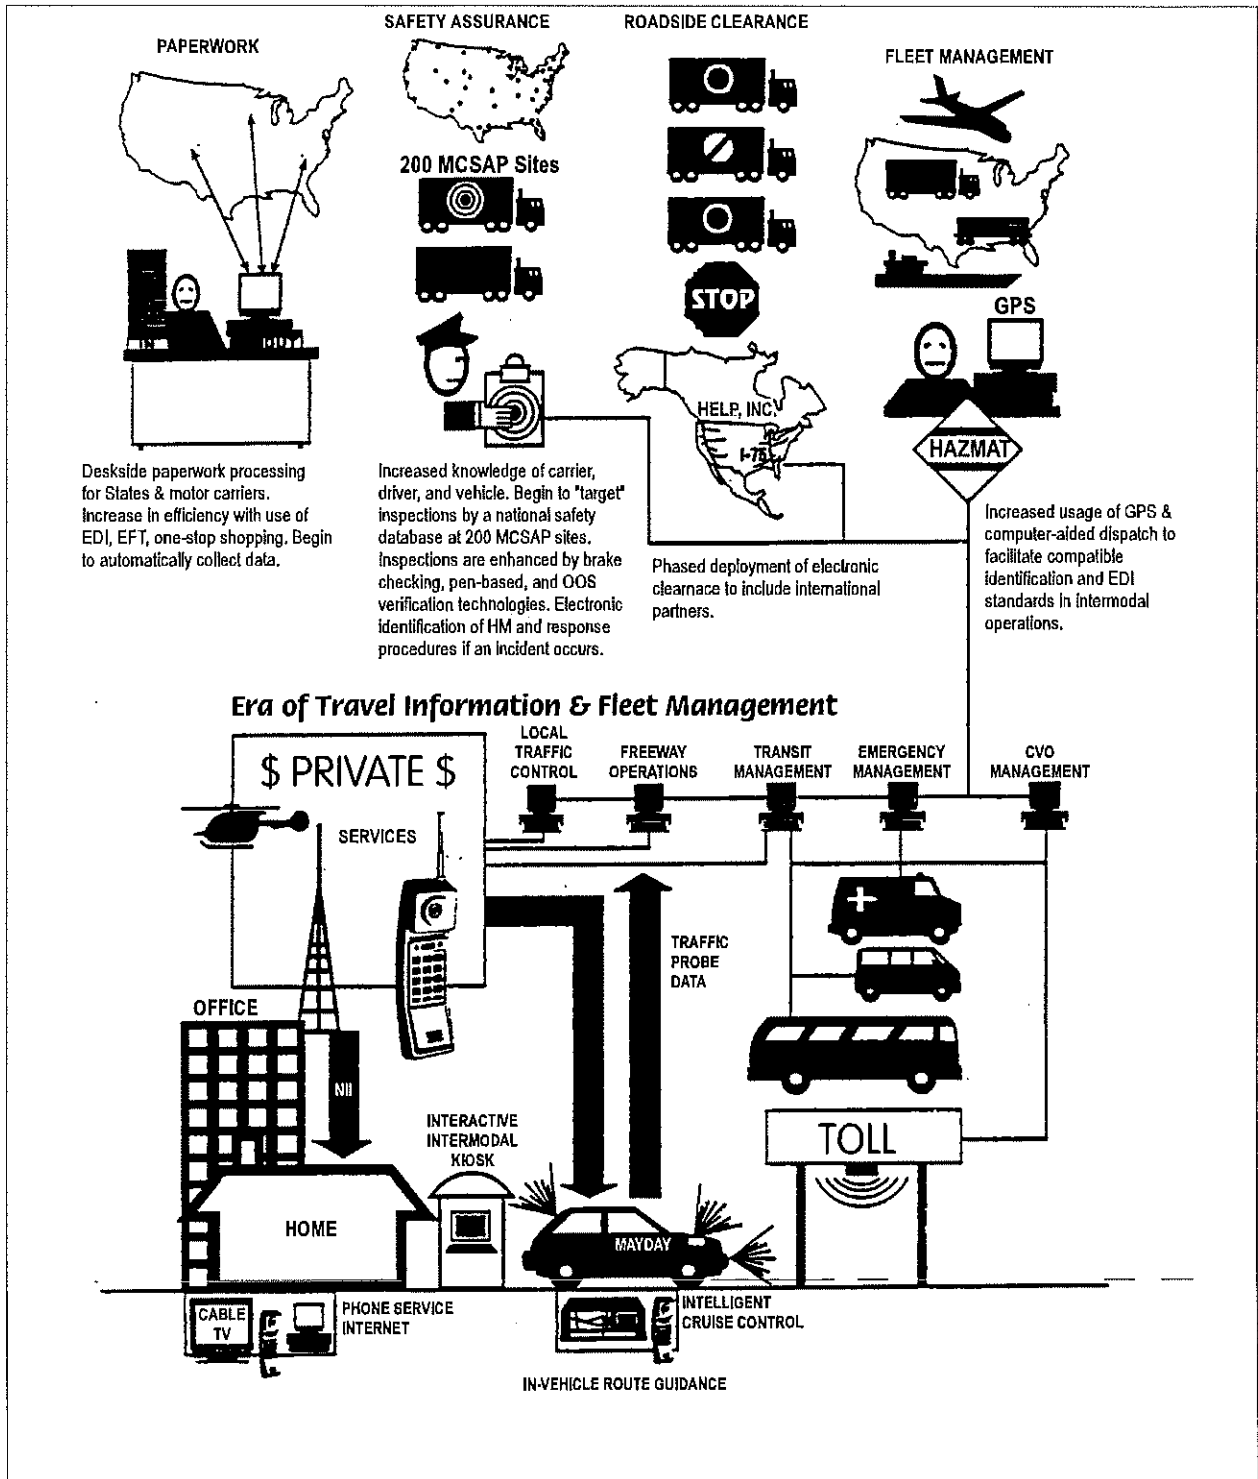 PAPERWORK
SAFETY ASSURANCE
ROADSIDE CLEARANCE
FLEET MANAGEMENT
200 MCSAP Sites
STOP
GPS
IN
OUT
HELP, INC.
I-75
HAZMAT
Deskside paperwork processing
for States & motor carriers.
Increase in efficiency with use of
EDI, EFT, one-stop shopping. Begin
to automatically collect data.
Increased knowledge of carrier,
driver, and vehicle. Begin to "target"
inspections by a national safety
database at 200 MCSAP sites.
Inspections are enhanced by brake
checking, pen-based, and OOS
verification technologies. Electronic
identification of HM and response
procedures if an incident occurs.
Phased deployment of electronic
clearnace to include international
partners.
Increased usage of GPS &
computer-aided dispatch to
facilitate compatible
identification and EDI
standards in intermodal
operations.
Era of Travel Information & Fleet Management
$ PRIVATE $
SERVICES
LOCAL
TRAFFIC
CONTROL
FREEWAY
OPERATIONS
TRANSIT
MANAGEMENT
EMERGENCY
MANAGEMENT
CVO
MANAGEMENT
TRAFFIC
PROBE
DATA
OFFICE
NII
INTERACTIVE
INTERMODAL
KIOSK
TOLL
HOME
MAYDAY
CABLE
TV
PHONE SERVICE
INTERNET
INTELLIGENT
CRUISE CONTROL
IN-VEHICLE ROUTE GUIDANCE